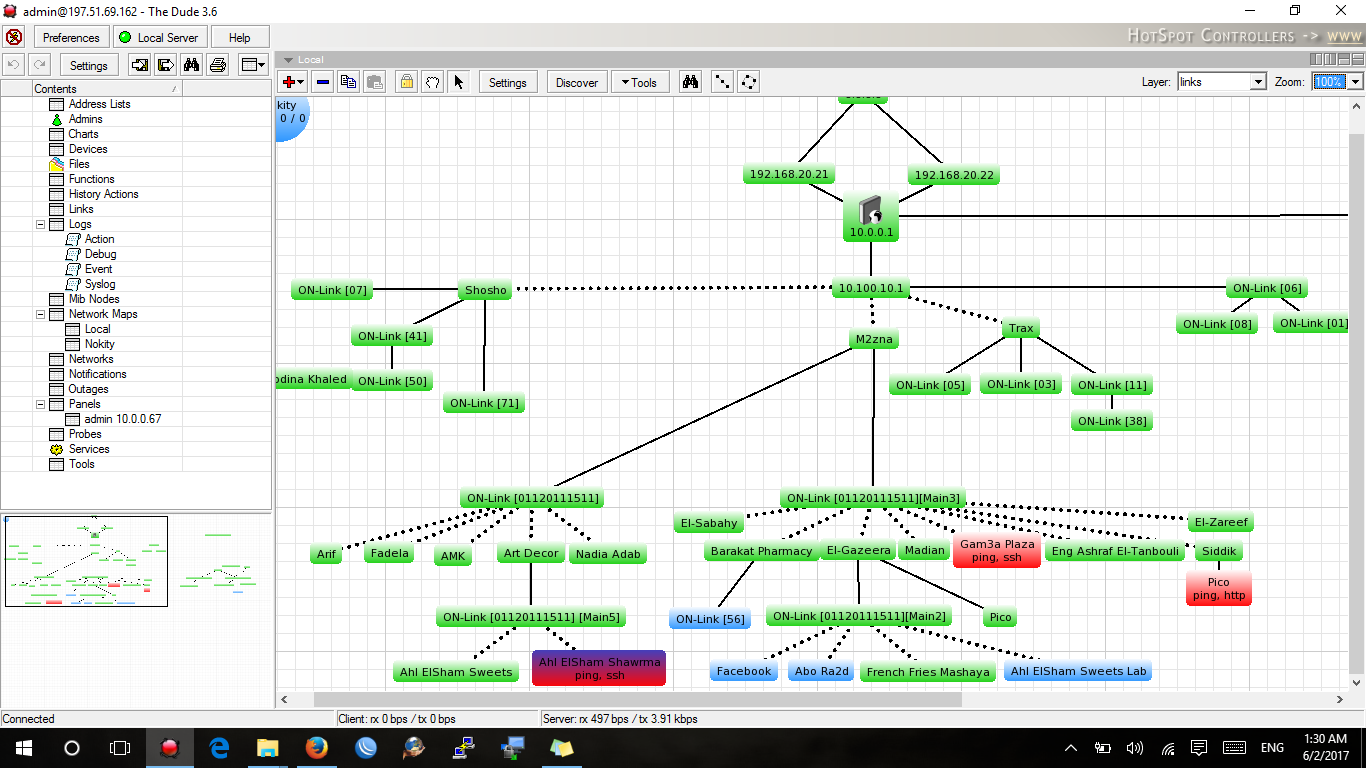 admin@197.51.69.162 - The Dude 3.6
Preferences
Local Server
Help
HotSpot Controllers -> www
Settings
Contents
Address Lists
Admins
Charts
Devices
Files
Functions
History Actions
Links
Logs
Action
Debug
Event
Syslog
Mib Nodes
Network Maps
Local
Nokity
Networks
Notifications
Outages
Panels
admin 10.0.0.67
Probes
Services
Tools
Local
Settings
Discover
Tools
Layer:
links
Zoom:
100%
kity
0 / 0
192.168.20.21
192.168.20.22
10.0.0.1
ON-Link [07]
Shosho
10.100.10.1
ON-Link [06]
ON-Link [41]
M2zna
Trax
ON-Link [08]
ON-Link [01]
odina Khaled
ON-Link [50]
ON-Link [71]
ON-Link [05]
ON-Link [03]
ON-Link [11]
ON-Link [38]
ON-Link [01120111511]
ON-Link [01120111511][Main3]
El-Sabahy
El-Zareef
Arif
Fadela
AMK
Art Decor
Nadia Adab
Barakat Pharmacy
El-Gazeera
Madian
Gam3a Plaza
ping, ssh
Eng Ashraf El-Tanbouli
Siddik
Pico
ping, http
ON-Link [01120111511] [Main5]
ON-Link [56]
ON-Link [01120111511][Main2]
Pico
Ahl ElSham Sweets
Ahl ElSham Shawrma
ping, ssh
Facebook
Abo Ra2d
French Fries Mashaya
Ahl ElSham Sweets Lab
Connected
Client: rx 0 bps / tx 0 bps
Server: rx 497 bps / tx 3.91 kbps
ENG
1:30 AM
6/2/2017